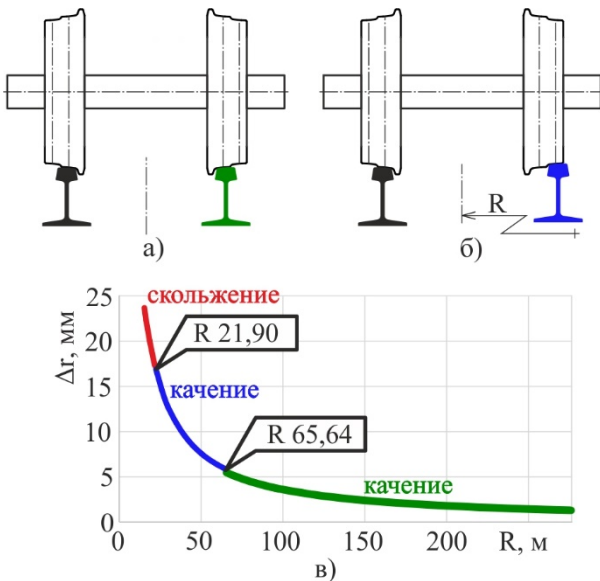 R
а)
б)
25
20
15
10
5
0
Δr, мм
скольжение
R 21,90
качение
R 65,64
качение
0 50 100 150 200 R, м
в)